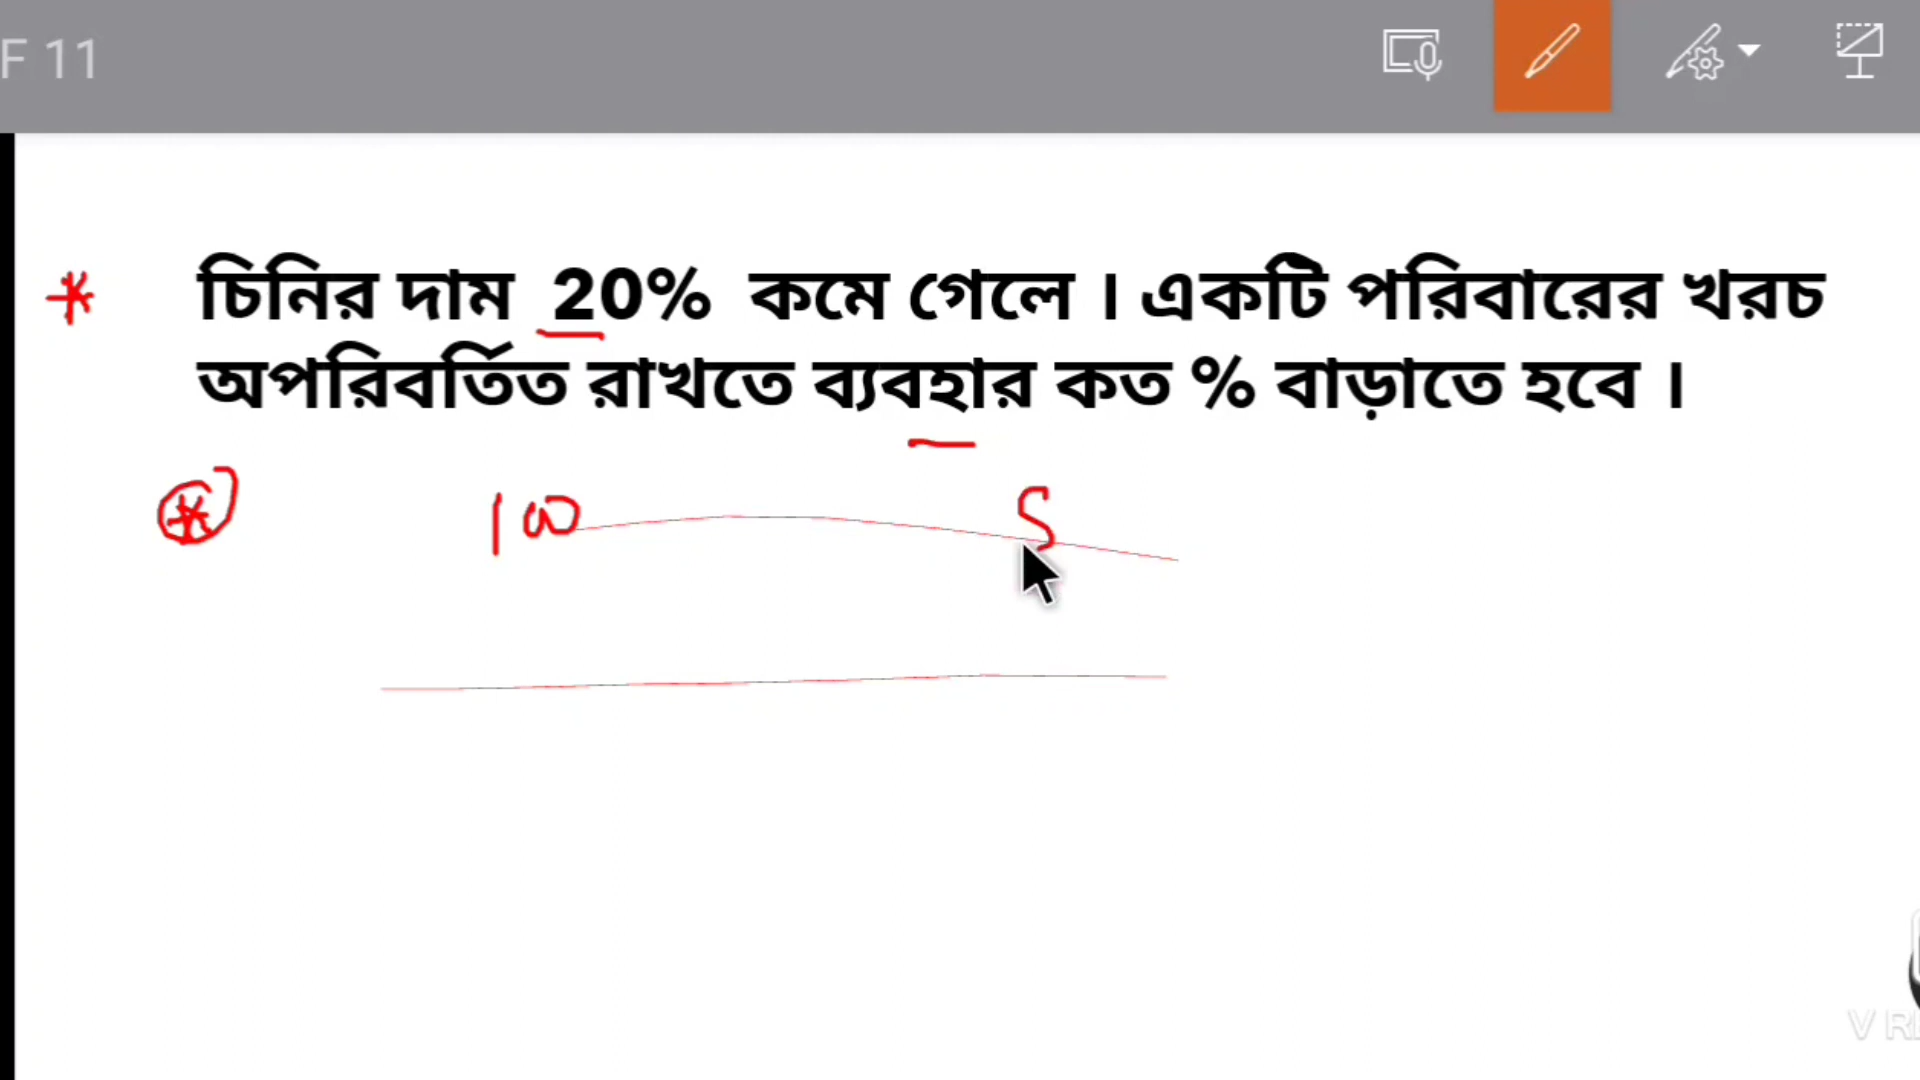 F 11
* চিনির দাম 20% কমে গেলে । একটি পরিবারের খরচ
অপরিবর্তিত রাখতে ব্যবহার কত % বাড়াতে হবে ।
*) 100 5